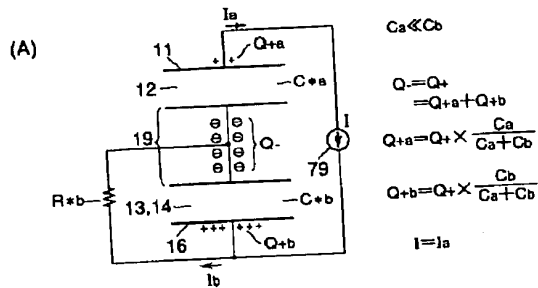 (A)
Ia
11
Q+a
+ +
12
C*a
19
⊖ ⊖
⊖ ⊖
⊖ ⊖
⊖ ⊖
Q-
I
79
R*b
13,14
C*b
16
+++ +++
Q+b
Ib
Ca≪Cb
Q-=Q+
=Q+a+Q+b
Q+a=Q+×Ca/(Ca+Cb)
Q+b=Q+×Cb/(Ca+Cb)
I=Ia